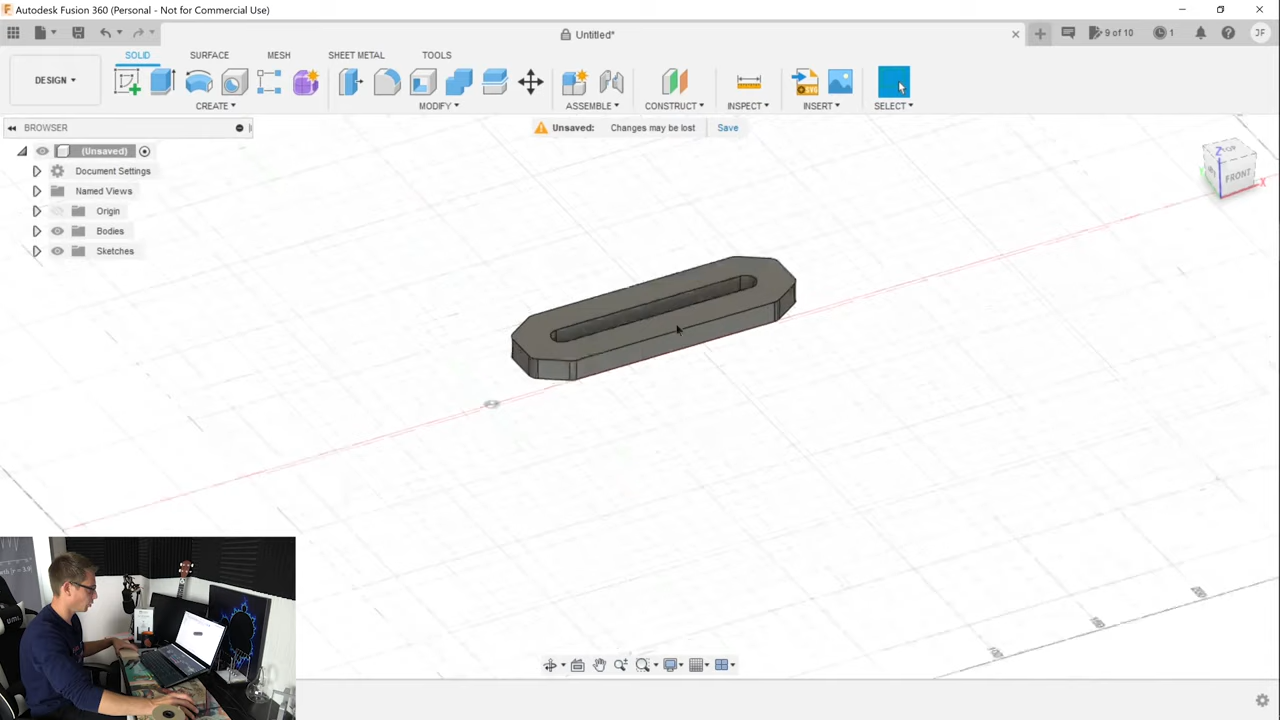 Autodesk Fusion 360 (Personal - Not for Commercial Use)
Untitled*
9 of 10
1
JF
DESIGN
SOLID
SURFACE
MESH
SHEET METAL
TOOLS
CREATE
MODIFY
ASSEMBLE
CONSTRUCT
INSPECT
INSERT
SELECT
BROWSER
Unsaved: Changes may be lost Save
(Unsaved)
Document Settings
Named Views
Origin
Bodies
Sketches
TOP
Z
FRONT
X